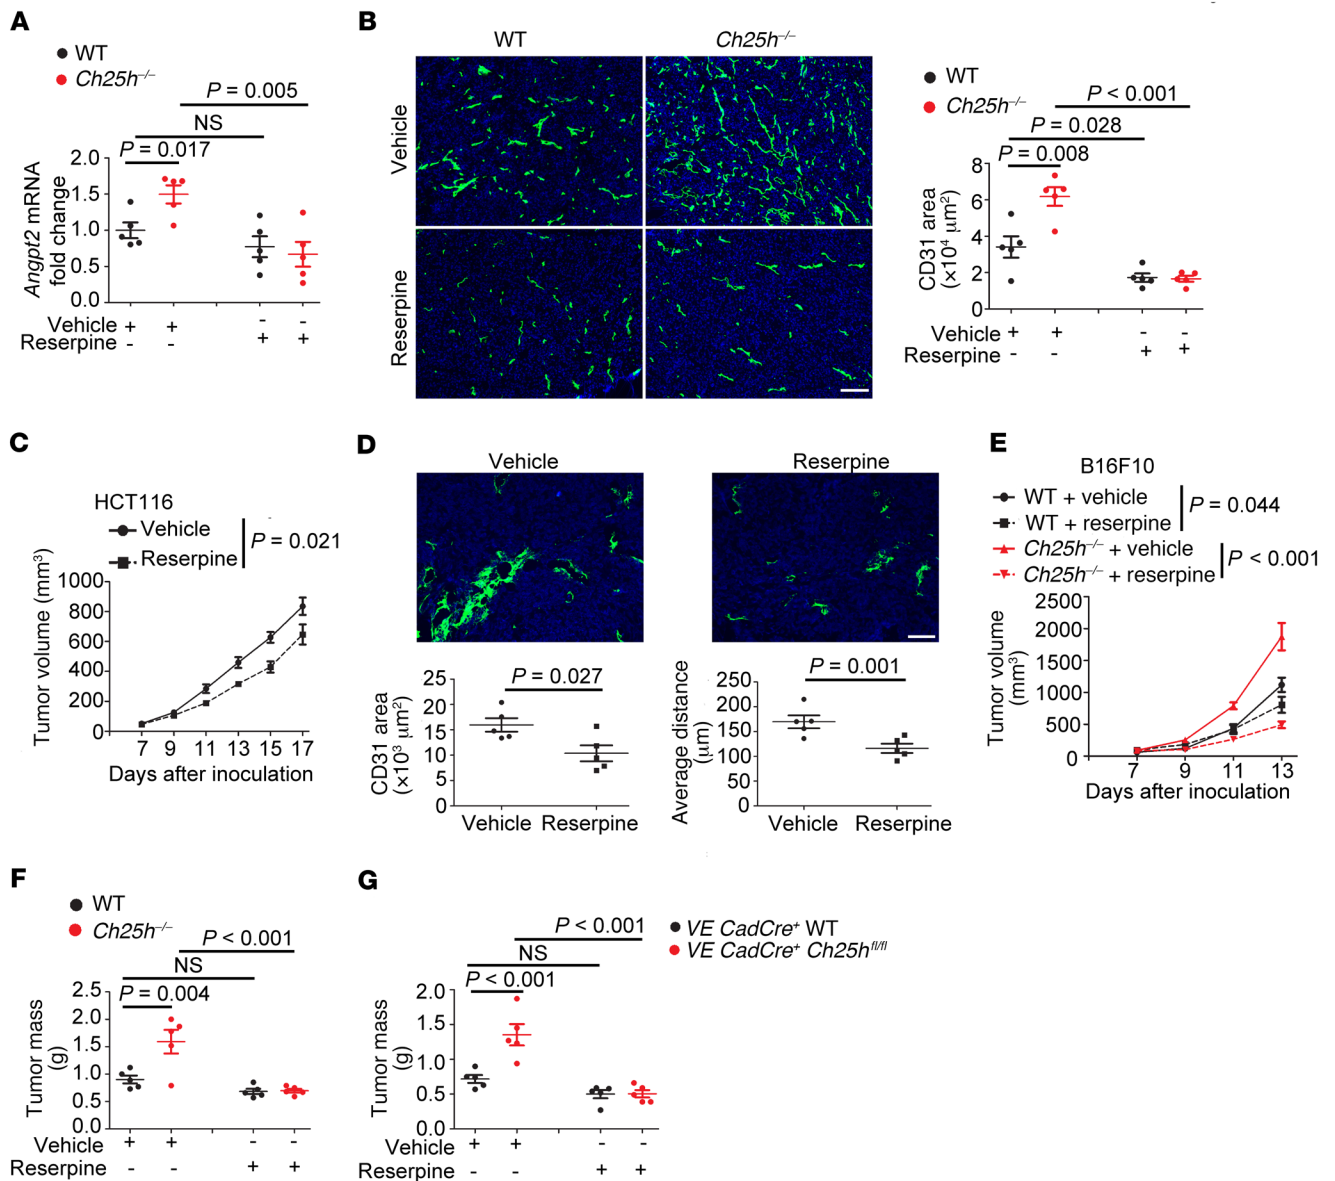 A
WT
Ch25h–/–
P = 0.005
NS
P = 0.017
Angpt2 mRNA
fold change
2.0
1.5
1.0
0.5
0.0
Vehicle + + - -
Reserpine - - + +
B
WT Ch25h–/–
Vehicle
Reserpine
WT
Ch25h–/–
P < 0.001
P = 0.028
P = 0.008
CD31 area
(×10⁴ μm²)
8
6
4
2
0
Vehicle + + - -
Reserpine - - + +
C
HCT116
Vehicle
Reserpine
P = 0.021
Tumor volume (mm³)
1000
800
600
400
200
0
7 9 11 13 15 17
Days after inoculation
D
Vehicle Reserpine
P = 0.027
CD31 area
(×10³ μm²)
25
20
15
10
5
0
Vehicle Reserpine
P = 0.001
Average distance
(μm)
250
200
150
100
50
0
Vehicle Reserpine
E
B16F10
WT + vehicle
WT + reserpine
P = 0.044
Ch25h–/– + vehicle
Ch25h–/– + reserpine
P < 0.001
Tumor volume
(mm³)
2500
2000
1500
1000
500
0
7 9 11 13
Days after inoculation
F
WT
Ch25h–/–
P < 0.001
NS
P = 0.004
Tumor mass
(g)
2.5
2.0
1.5
1.0
0.5
0.0
Vehicle + + - -
Reserpine - - + +
G
VE CadCre+ WT
VE CadCre+ Ch25hfl/fl
P < 0.001
NS
P < 0.001
Tumor mass
(g)
2.0
1.5
1.0
0.5
0.0
Vehicle + + - -
Reserpine - - + +